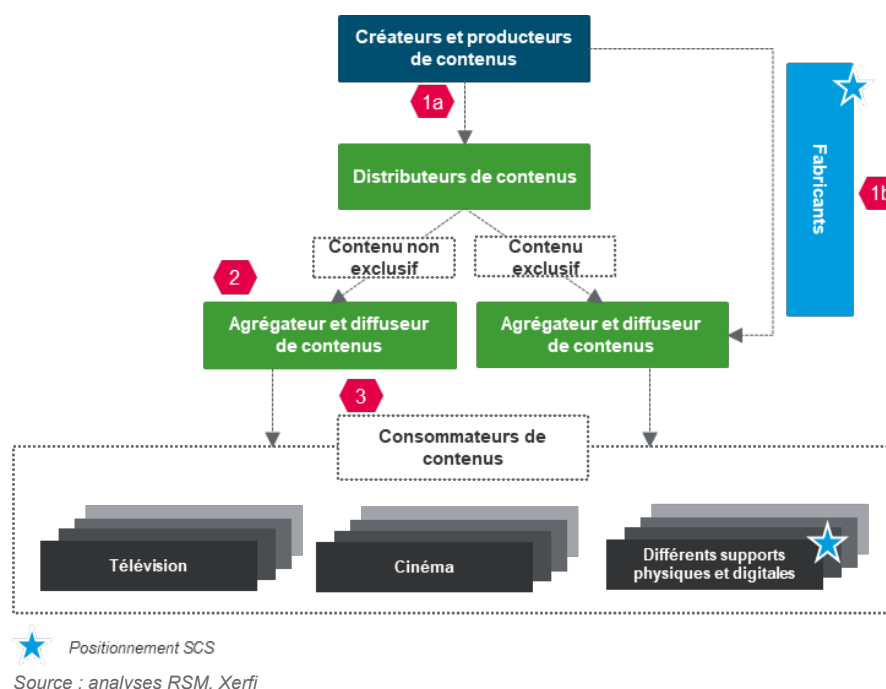 Créateurs et producteurs
de contenus
1a
Distributeurs de contenus
Fabricants
1b
Contenu non
exclusif
Contenu
exclusif
2
Agrégateur et diffuseur
de contenus
Agrégateur et diffuseur
de contenus
3
Consommateurs de
contenus
Télévision
Cinéma
Différents supports
physiques et digitales
Positionnement SCS
Source : analyses RSM, Xerfi